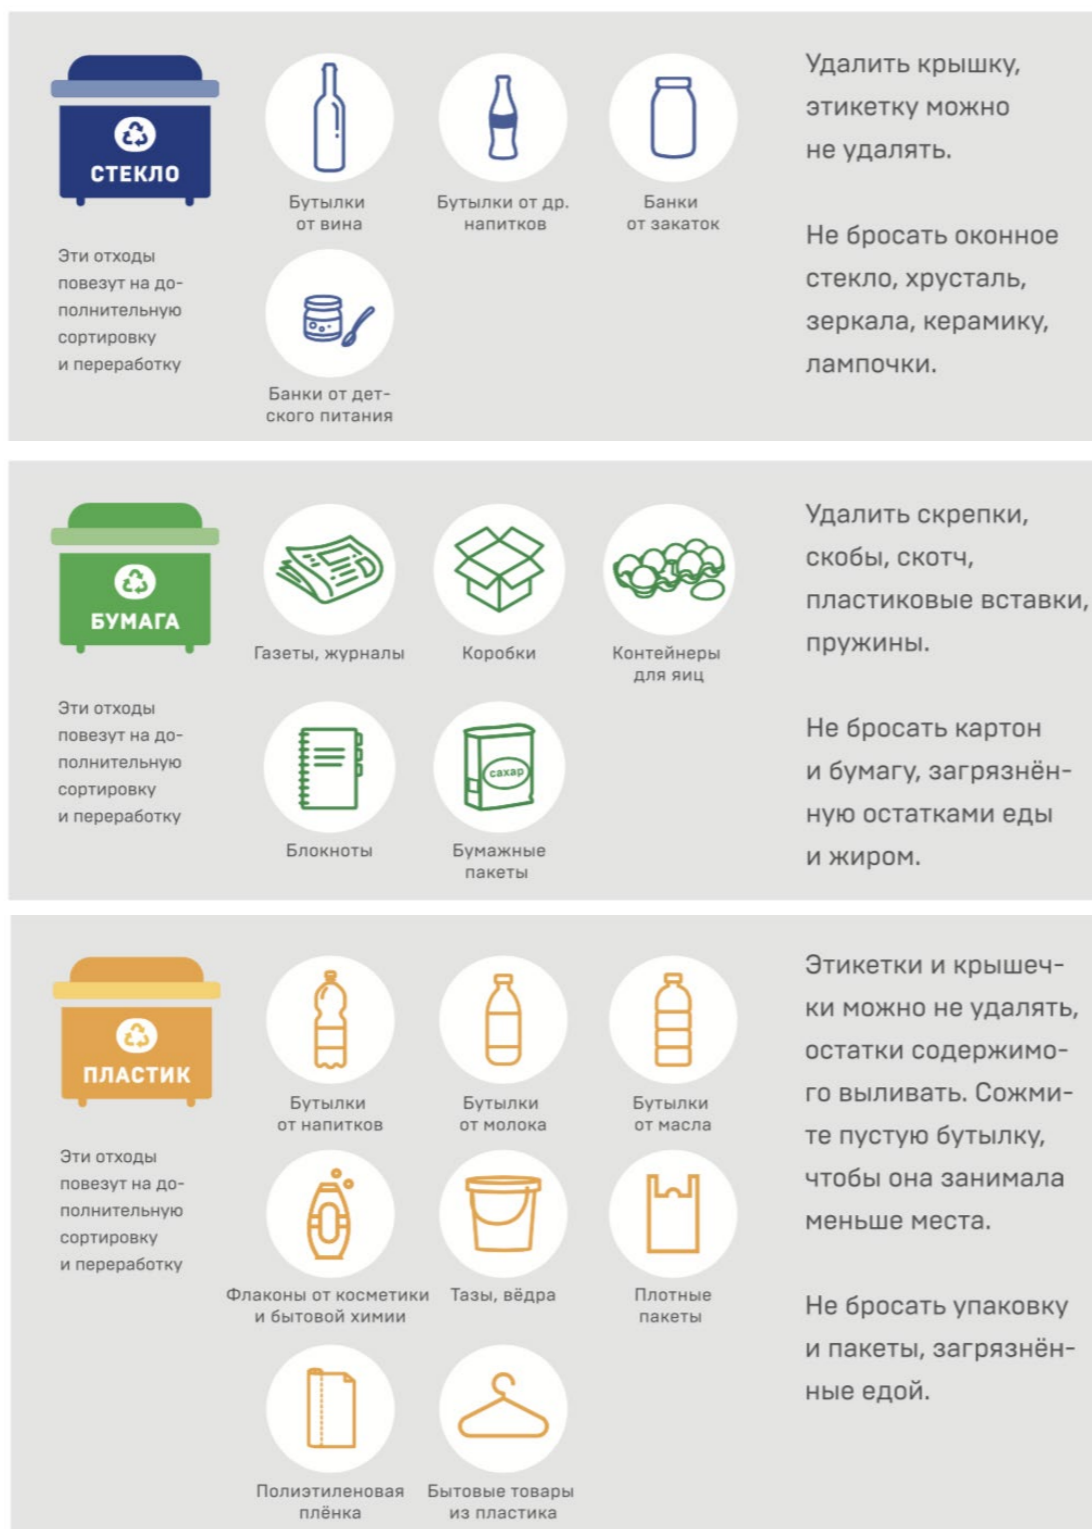 СТЕКЛО
Эти отходы
повезут на до-
полнительную
сортировку
и переработку
Бутылки
от вина
Бутылки от др.
напитков
Банки
от закаток
Банки от дет-
ского питания
Удалить крышку,
этикетку можно
не удалять.
Не бросать оконное
стекло, хрусталь,
зеркала, керамику,
лампочки.
БУМАГА
Эти отходы
повезут на до-
полнительную
сортировку
и переработку
Газеты, журналы
Коробки
Контейнеры
для яиц
Блокноты
сахар
Бумажные
пакеты
Удалить скрепки,
скобы, скотч,
пластиковые вставки,
пружины.
Не бросать картон
и бумагу, загрязнён-
ную остатками еды
и жиром.
ПЛАСТИК
Эти отходы
повезут на до-
полнительную
сортировку
и переработку
Бутылки
от напитков
Бутылки
от молока
Бутылки
от масла
Флаконы от косметики
и бытовой химии
Тазы, вёдра
Плотные
пакеты
Полиэтиленовая
плёнка
Бытовые товары
из пластика
Этикетки и крышеч-
ки можно не удалять,
остатки содержимо-
го выливать. Сожми-
те пустую бутылку,
чтобы она занимала
меньше места.
Не бросать упаковку
и пакеты, загрязнён-
ные едой.